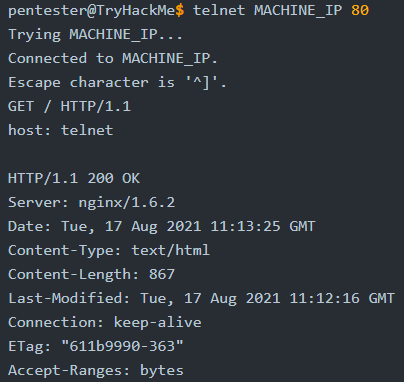 pentester@TryHackMe$ telnet MACHINE_IP 80
Trying MACHINE_IP...
Connected to MACHINE_IP.
Escape character is '^]'.
GET / HTTP/1.1
host: telnet
HTTP/1.1 200 OK
Server: nginx/1.6.2
Date: Tue, 17 Aug 2021 11:13:25 GMT
Content-Type: text/html
Content-Length: 867
Last-Modified: Tue, 17 Aug 2021 11:12:16 GMT
Connection: keep-alive
ETag: "611b9990-363"
Accept-Ranges: bytes